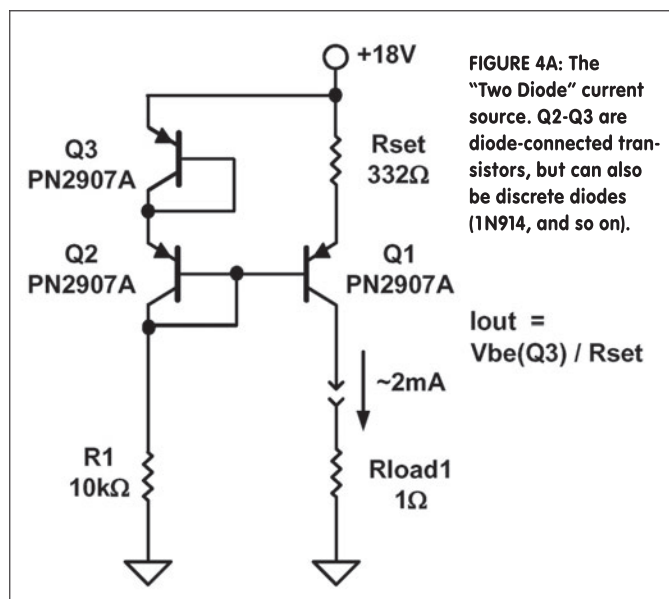 +18V
FIGURE 4A: The
"Two Diode" current
source. Q2-Q3 are
diode-connected tran-
sistors, but can also
be discrete diodes
(1N914, and so on).
Q3
PN2907A
Rset
332Ω
Q2
PN2907A
Q1
PN2907A
Iout =
Vbe(Q3) / Rset
~2mA
R1
10kΩ
Rload1
1Ω